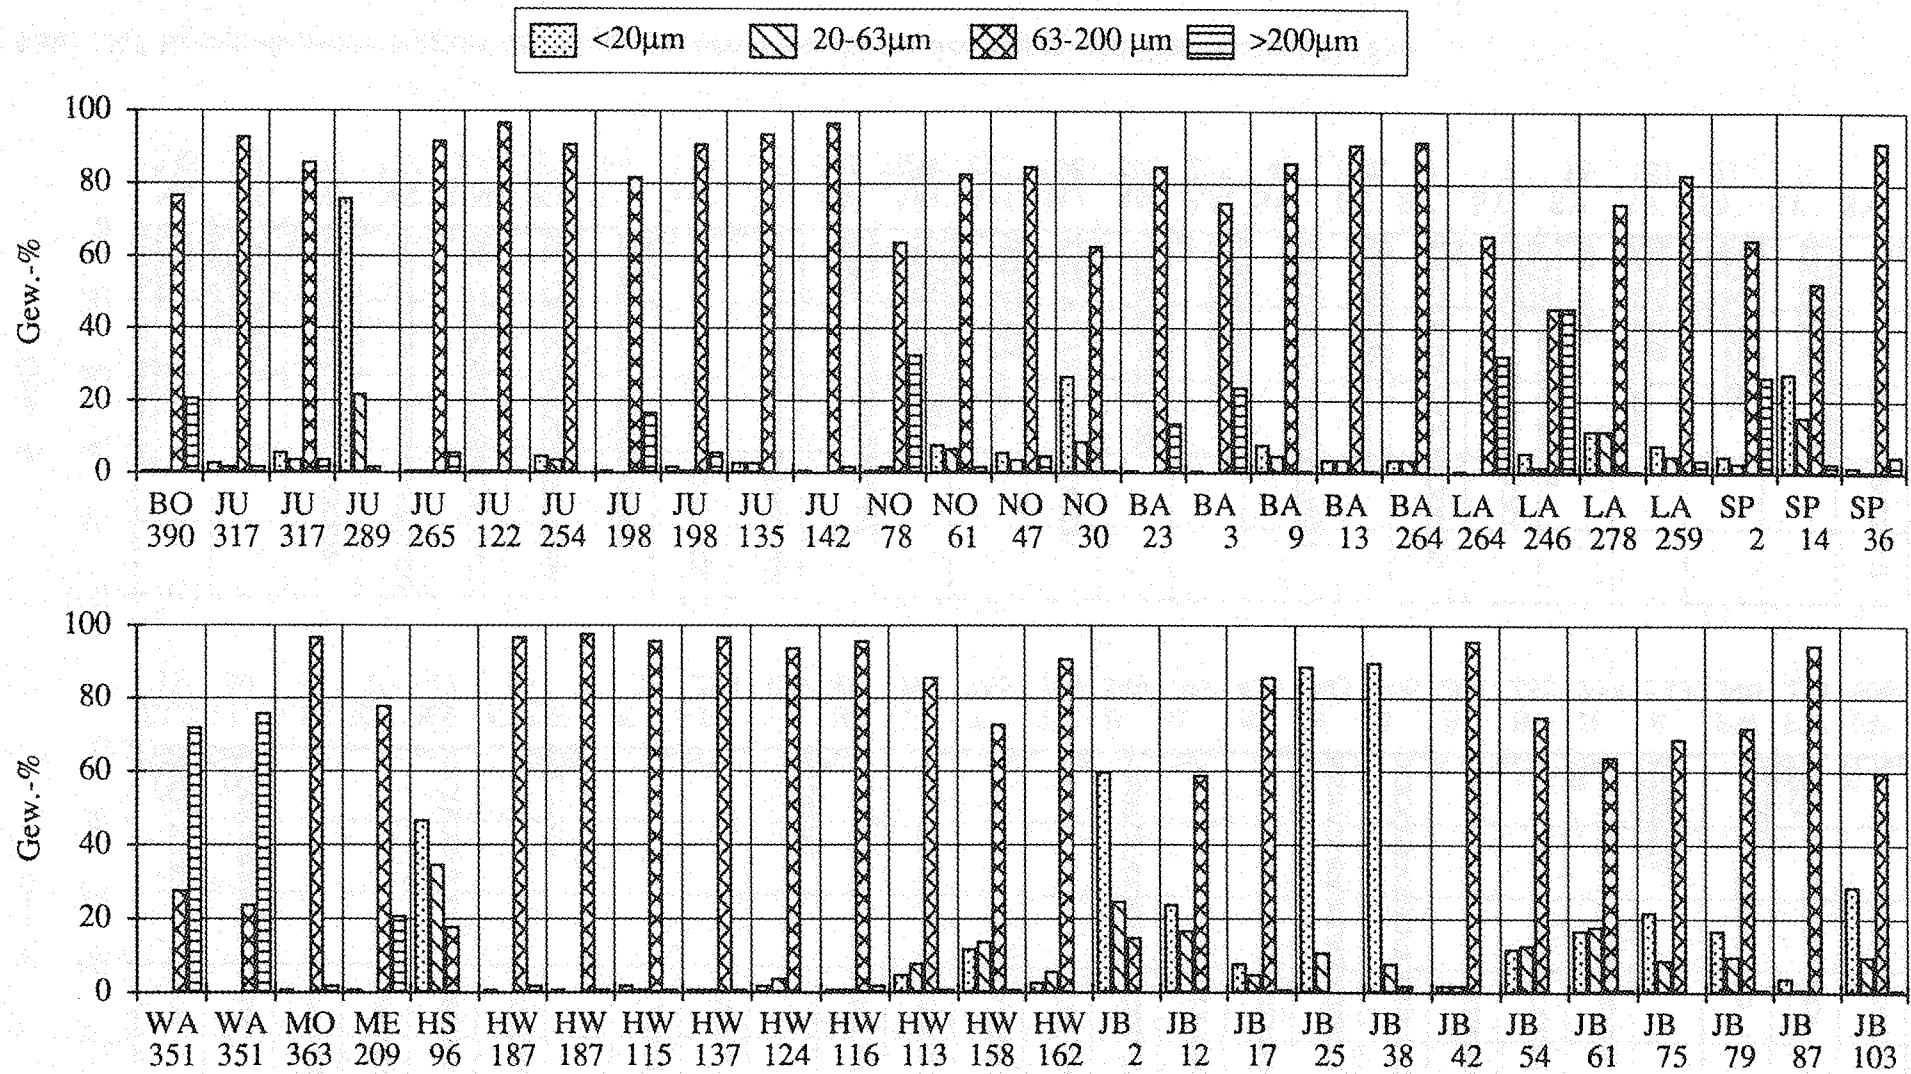 <20µm 20-63µm 63-200 µm >200µm
Gew.-%
100
80
60
40
20
0
BO JU JU JU JU JU JU JU JU JU JU NO NO NO NO BA BA BA BA BA LA LA LA LA SP SP SP
390 317 317 289 265 122 254 198 198 135 142 78 61 47 30 23 3 9 13 264 264 246 278 259 2 14 36
Gew.-%
100
80
60
40
20
0
WA WA MO ME HS HW HW HW HW HW HW HW HW HW JB JB JB JB JB JB JB JB JB JB JB JB
351 351 363 209 96 187 187 115 137 124 116 113 158 162 2 12 17 25 38 42 54 61 75 79 87 103